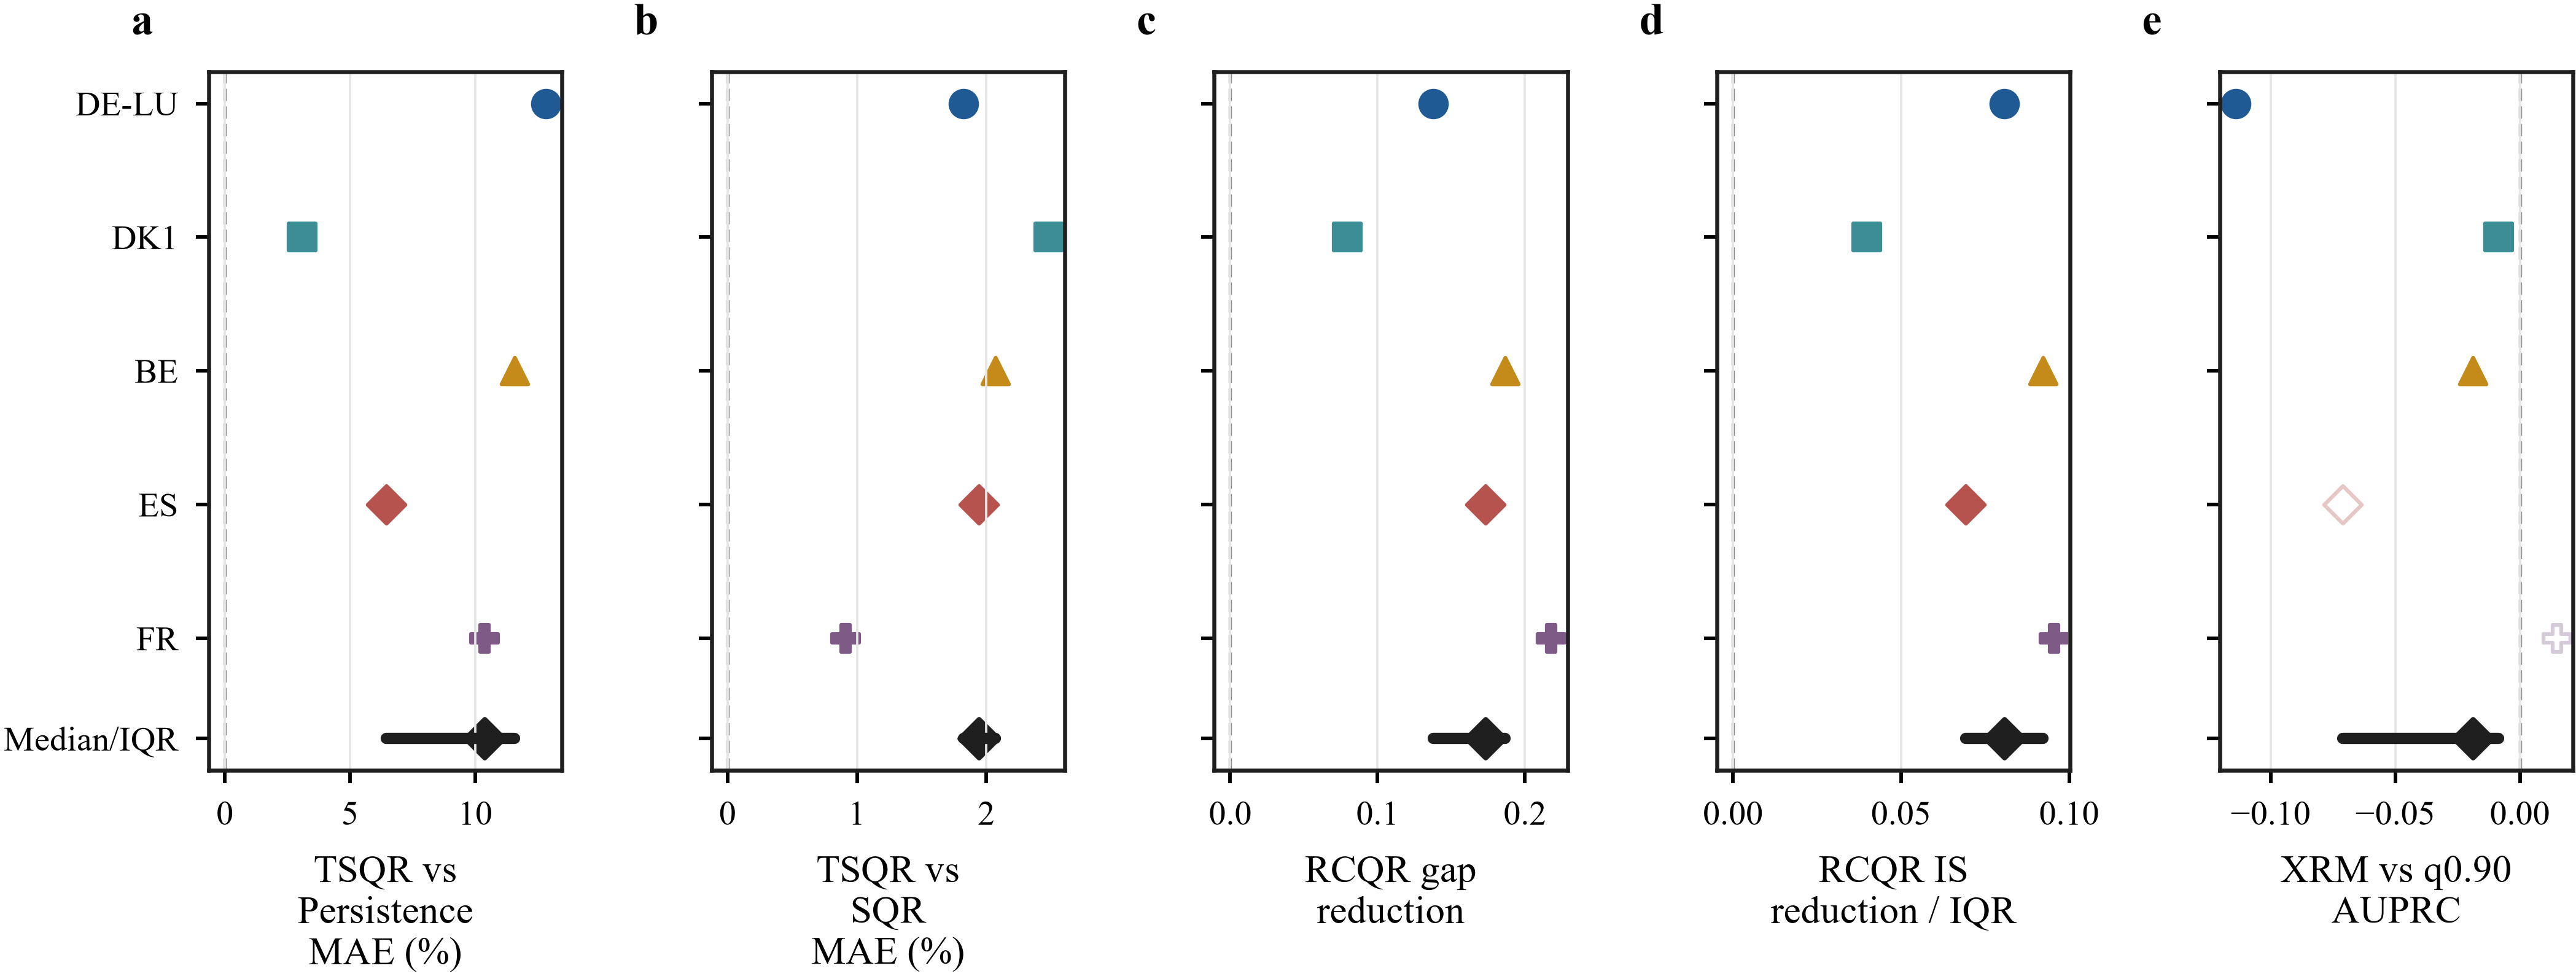 a
b
c
d
e
DE-LU
DK1
BE
ES
FR
Median/IQR
0 5 10
0 1 2
0.0 0.1 0.2
0.00 0.05 0.10
−0.10 −0.05 0.00
TSQR vs
Persistence
MAE (%)
TSQR vs
SQR
MAE (%)
RCQR gap
reduction
RCQR IS
reduction / IQR
XRM vs q0.90
AUPRC